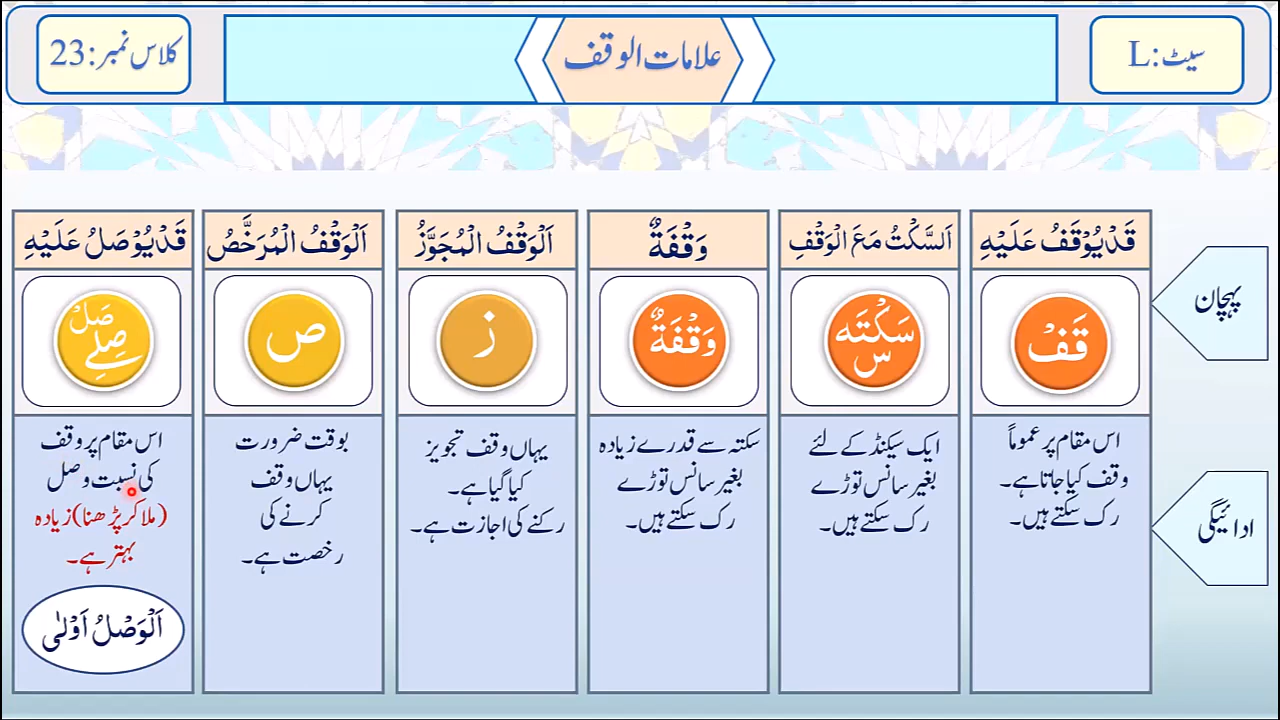 سیٹ:L
علامات الوقف
کلاس نمبر:23
پہچان
قَدْیُوْقَفُ عَلَیْهِ
قَفْ
اَلسَّکْتُ مَعَ الْوَقْفِ
سَکْتَه
س
وَقْفَةٌ
وَقْفَةٌ
اَلْوَقْفُ الْمُجَوَّزُ
ز
اَلْوَقْفُ الْمُرَخَّصُ
ص
قَدْیُوْصَلُ عَلَیْهِ
صَلْ
صِلے
ادائیگی
اس مقام پر عموماً
وقف کیا جاتا ہے۔
رک سکتے ہیں۔
ایک سیکنڈ کے لئے
بغیر سانس توڑے
رک سکتے ہیں۔
سکتہ سے قدرے زیادہ
بغیر سانس توڑے
رک سکتے ہیں۔
یہاں وقف تجویز
کیا گیا ہے۔
رکنے کی اجازت ہے۔
بوقت ضرورت
یہاں وقف
کرنے کی
رخصت ہے۔
اس مقام پر وقف
کی نسبت وصل
(ملا کر پڑھنا) زیادہ
بہتر ہے۔
اَلْوَصْلُ اَوْلٰی